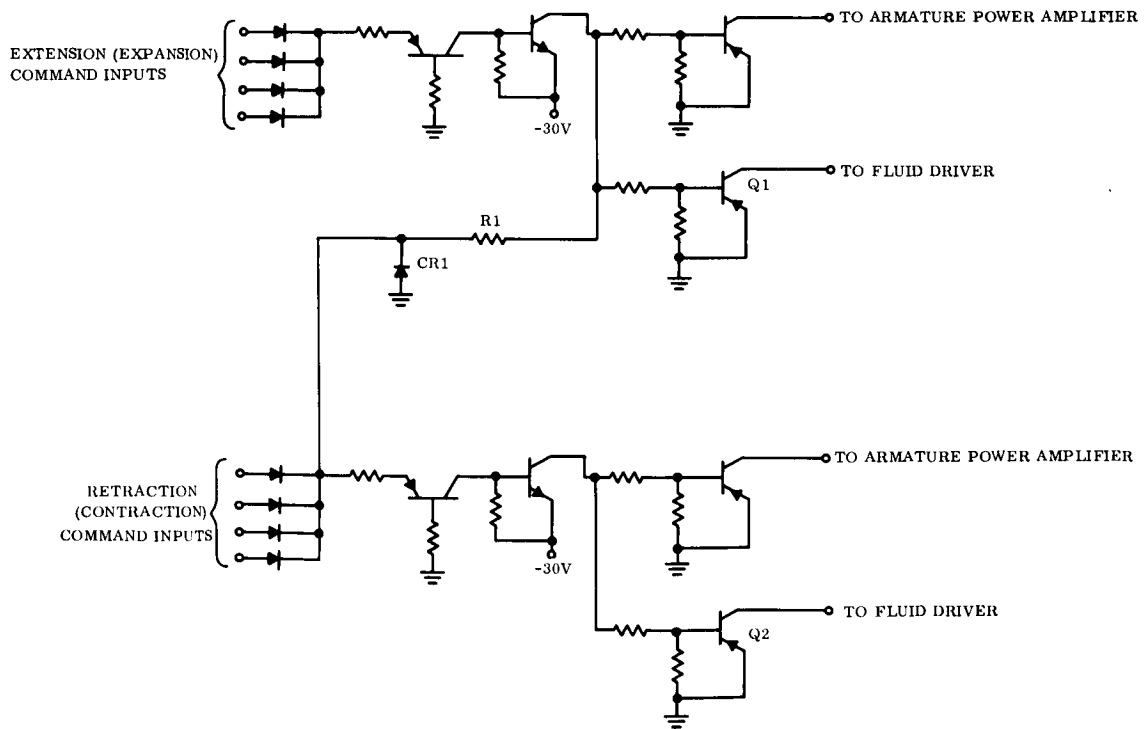 TO ARMATURE POWER AMPLIFIER
EXTENSION (EXPANSION)
COMMAND INPUTS
-30V
TO FLUID DRIVER
Q1
R1
CR1
TO ARMATURE POWER AMPLIFIER
RETRACTION
(CONTRACTION)
COMMAND INPUTS
-30V
TO FLUID DRIVER
Q2